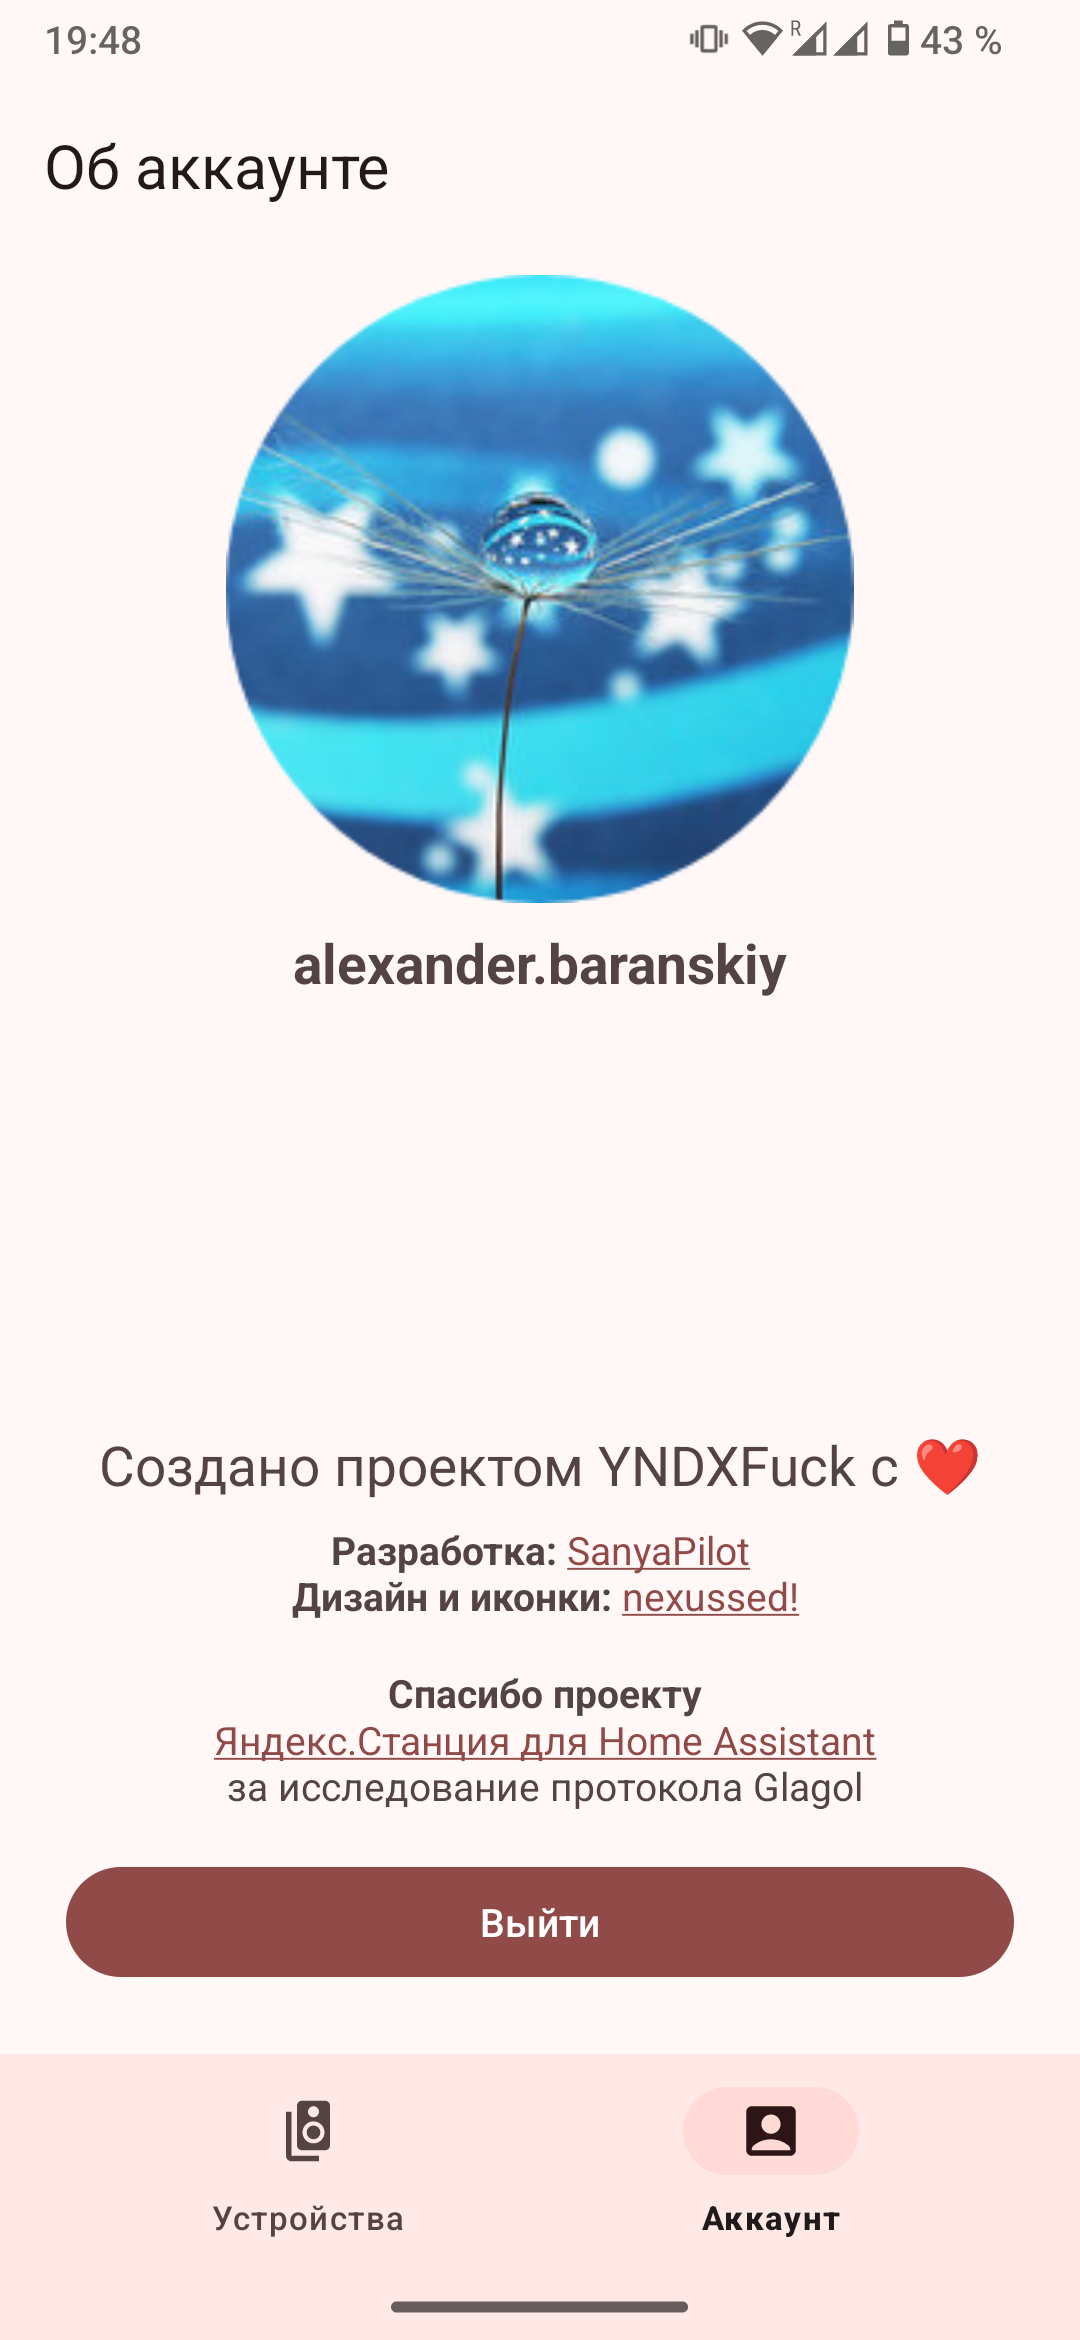 19:48
R
43 %
Об аккаунте
alexander.baranskiy
Создано проектом YNDXFuck с ❤️
Разработка: SanyaPilot
Дизайн и иконки: nexussed!
Спасибо проекту
Яндекс.Станция для Home Assistant
за исследование протокола Glagol
Выйти
Устройства
Аккаунт